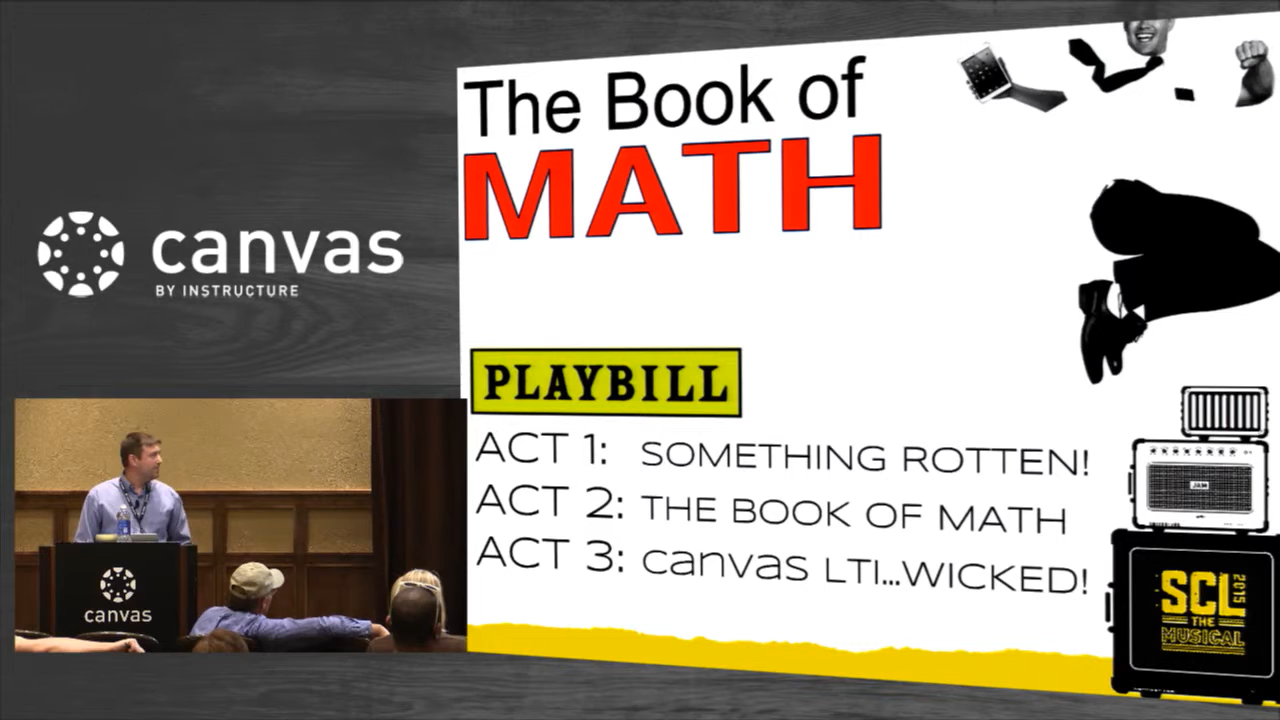 The Book of
MATH
canvas
BY INSTRUCTURE
PLAYBILL
ACT 1: SOMETHING ROTTEN!
ACT 2: THE BOOK OF MATH
ACT 3: canvas LTI...WICKED!
JAM
SCL 2015
THE
MUSICAL
canvas